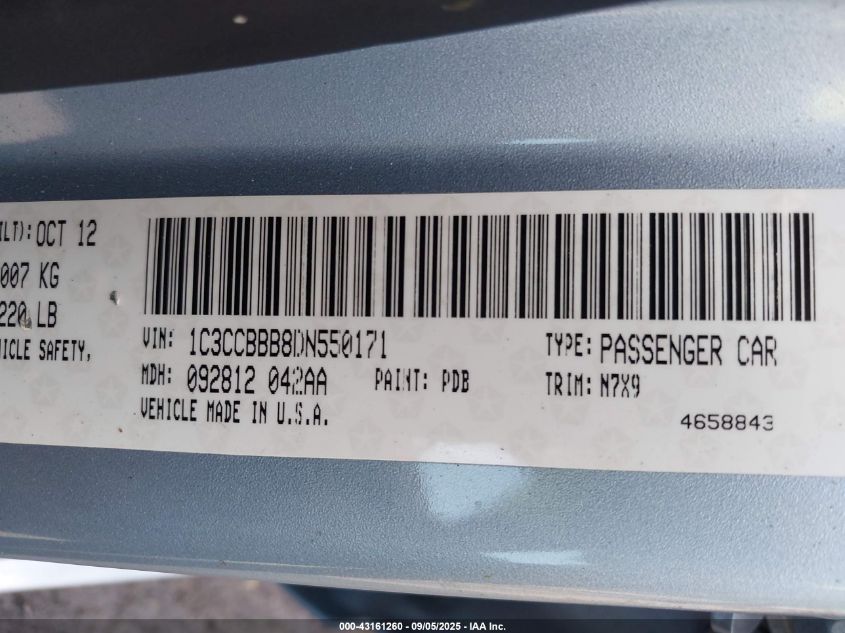 ILT): OCT 12
007 KG
220 LB
ICLE SAFETY,
VIN: 1C3CCBBB8DN550171
TYPE: PASSENGER CAR
MDH: 092812 042AA
PAINT: PDB
TRIM: N7X9
VEHICLE MADE IN U.S.A.
4658843
000-43161260 - 09/05/2025 - IAA Inc.